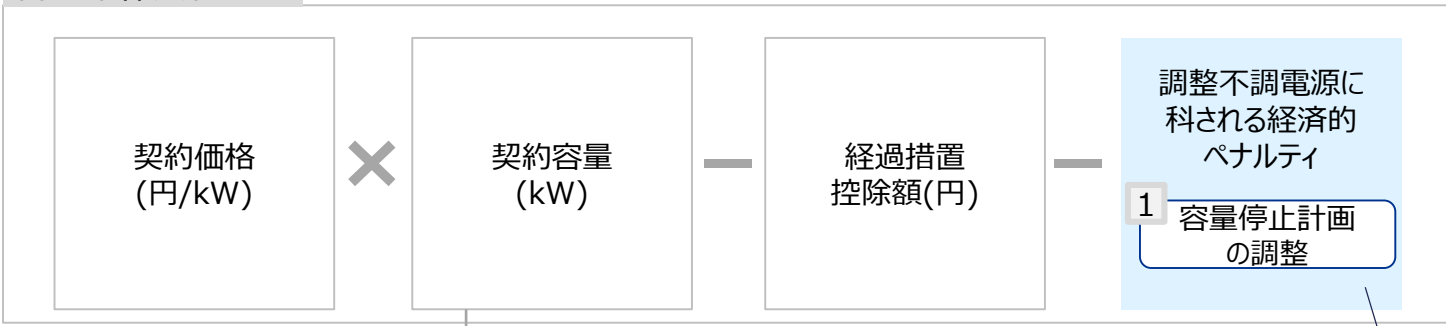 契約価格
(円/kW)
契約容量
(kW)
経過措置
控除額(円)
調整不調電源に
科される経済的
ペナルティ
1
容量停止計画
の調整